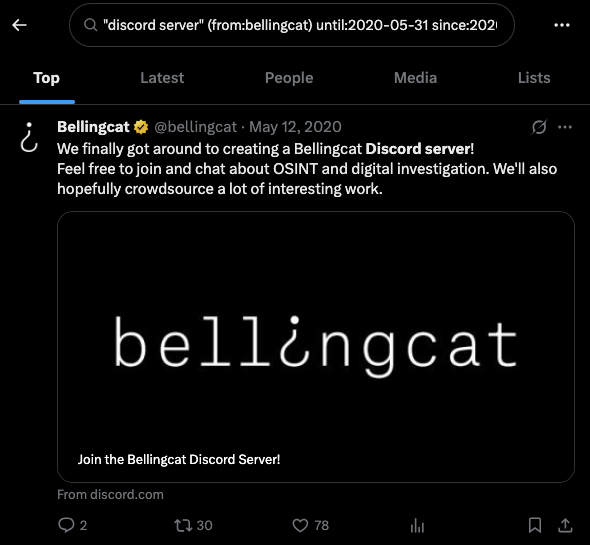 "discord server" (from:bellingcat) until:2020-05-31 since:202
Top Latest People Media Lists
Bellingcat @bellingcat · May 12, 2020
We finally got around to creating a Bellingcat Discord server!
Feel free to join and chat about OSINT and digital investigation. We'll also
hopefully crowdsource a lot of interesting work.
bell¿ngcat
Join the Bellingcat Discord Server!
From discord.com
2 30 78